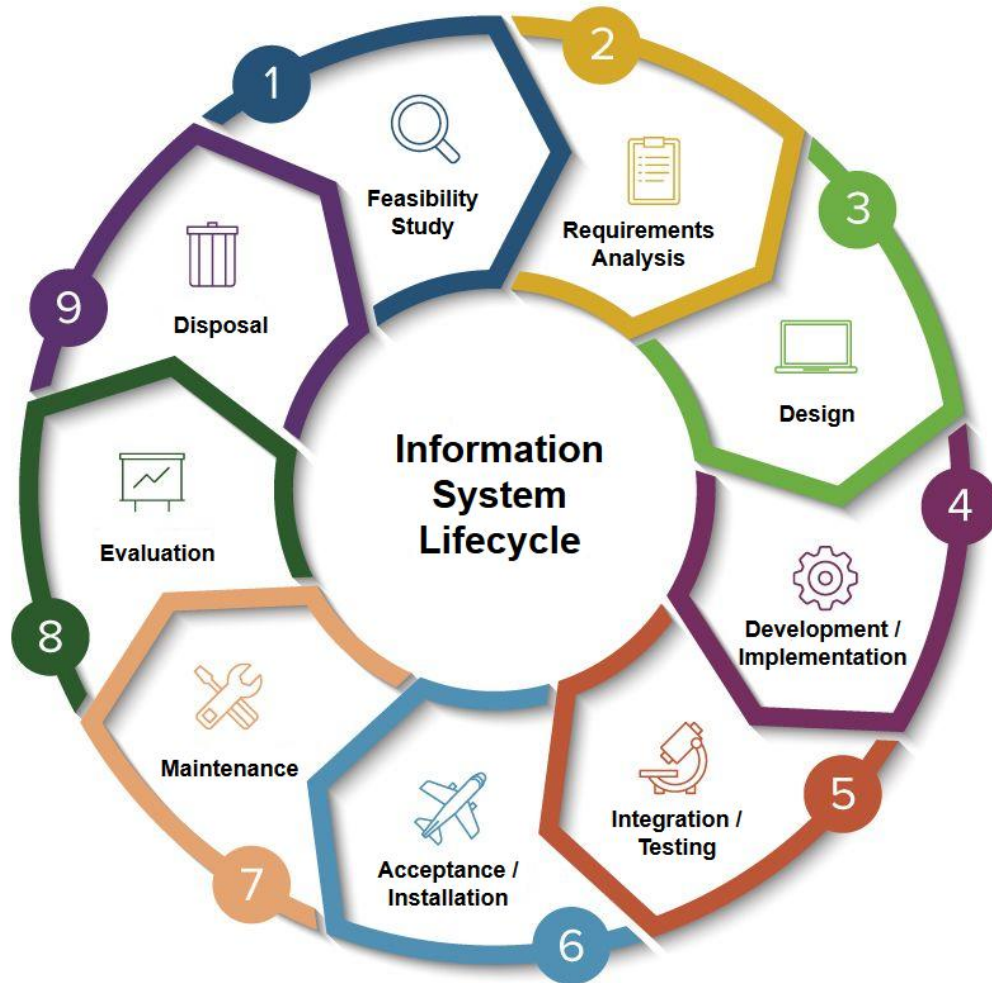 Information
System
Lifecycle
1
Feasibility
Study
2
Requirements
Analysis
3
Design
4
Development /
Implementation
5
Integration /
Testing
6
Acceptance /
Installation
7
Maintenance
8
Evaluation
9
Disposal